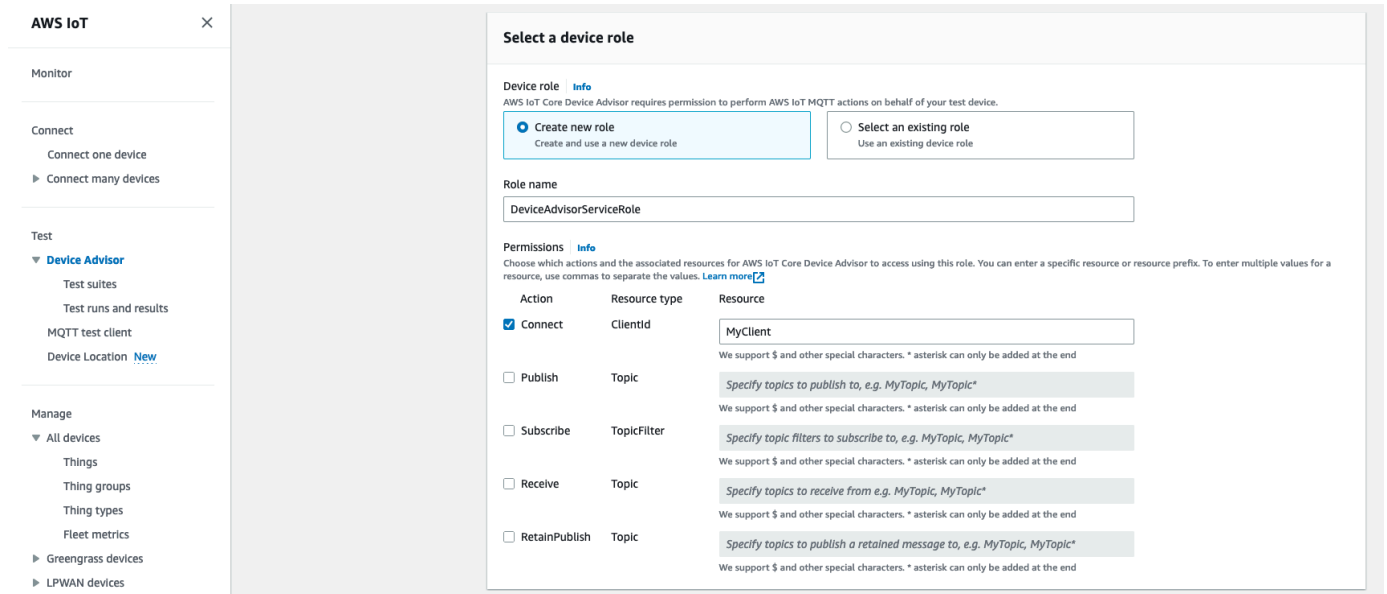 AWS IoT
Monitor
Connect
Connect one device
Connect many devices
Test
Device Advisor
Test suites
Test runs and results
MQTT test client
Device Location New
Manage
All devices
Things
Thing groups
Thing types
Fleet metrics
Greengrass devices
LPWAN devices
Select a device role
Device role Info
AWS IoT Core Device Advisor requires permission to perform AWS IoT MQTT actions on behalf of your test device.
Create new role
Create and use a new device role
Select an existing role
Use an existing device role
Role name
DeviceAdvisorServiceRole
Permissions Info
Choose which actions and the associated resources for AWS IoT Core Device Advisor to access using this role. You can enter a specific resource or resource prefix. To enter multiple values for a
resource, use commas to separate the values. Learn more
Action Resource type Resource
Connect ClientId MyClient
We support $ and other special characters. * asterisk can only be added at the end
Publish Topic Specify topics to publish to, e.g. MyTopic, MyTopic*
We support $ and other special characters. * asterisk can only be added at the end
Subscribe TopicFilter Specify topic filters to subscribe to, e.g. MyTopic, MyTopic*
We support $ and other special characters. * asterisk can only be added at the end
Receive Topic Specify topics to receive from e.g. MyTopic, MyTopic*
We support $ and other special characters. * asterisk can only be added at the end
RetainPublish Topic Specify topics to publish a retained message to, e.g. MyTopic, MyTopic*
We support $ and other special characters. * asterisk can only be added at the end